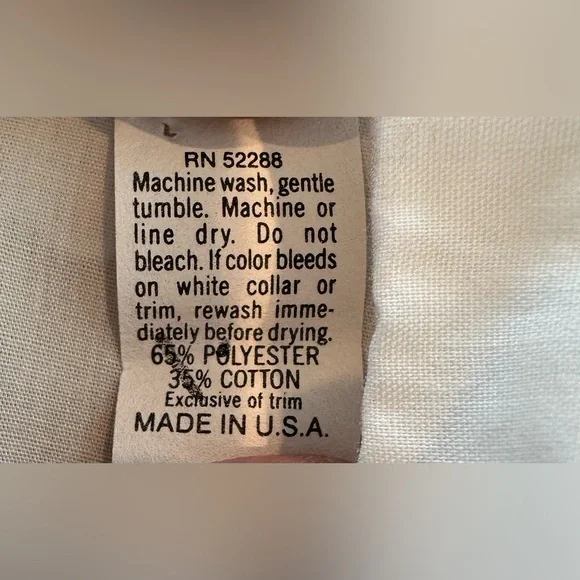 L
RN 52288
Machine wash, gentle
tumble. Machine or
line dry. Do not
bleach. If color bleeds
on white collar or
trim, rewash imme-
diately before drying.
65% POLYESTER
35% COTTON
Exclusive of trim
MADE IN U.S.A.